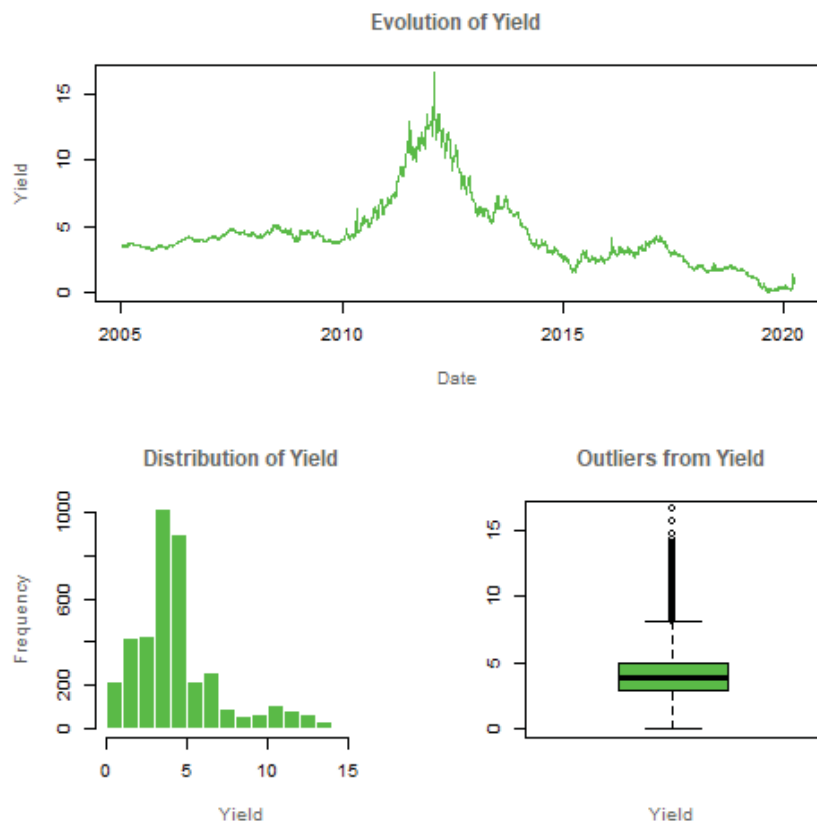 Evolution of Yield
Yield
0 5 10 15
2005 2010 2015 2020
Date
Distribution of Yield
Frequency
0 200 600 1000
0 5 10 15
Yield
Outliers from Yield
0 5 10 15
Yield